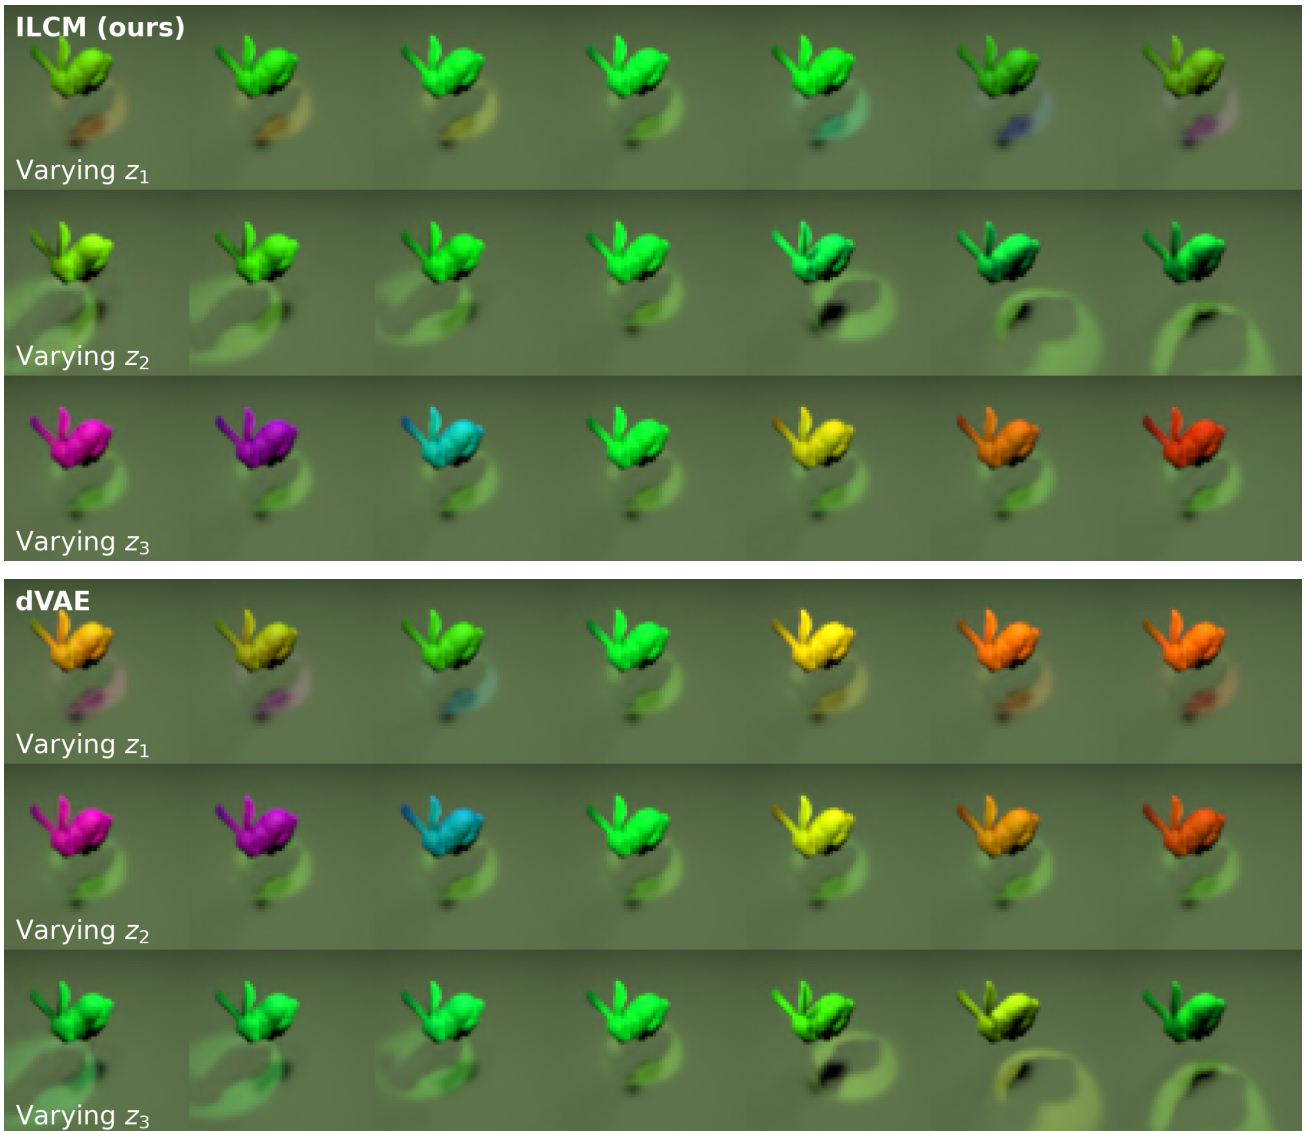 ILCM (ours)
Varying z₁
Varying z₂
Varying z₃
dVAE
Varying z₁
Varying z₂
Varying z₃